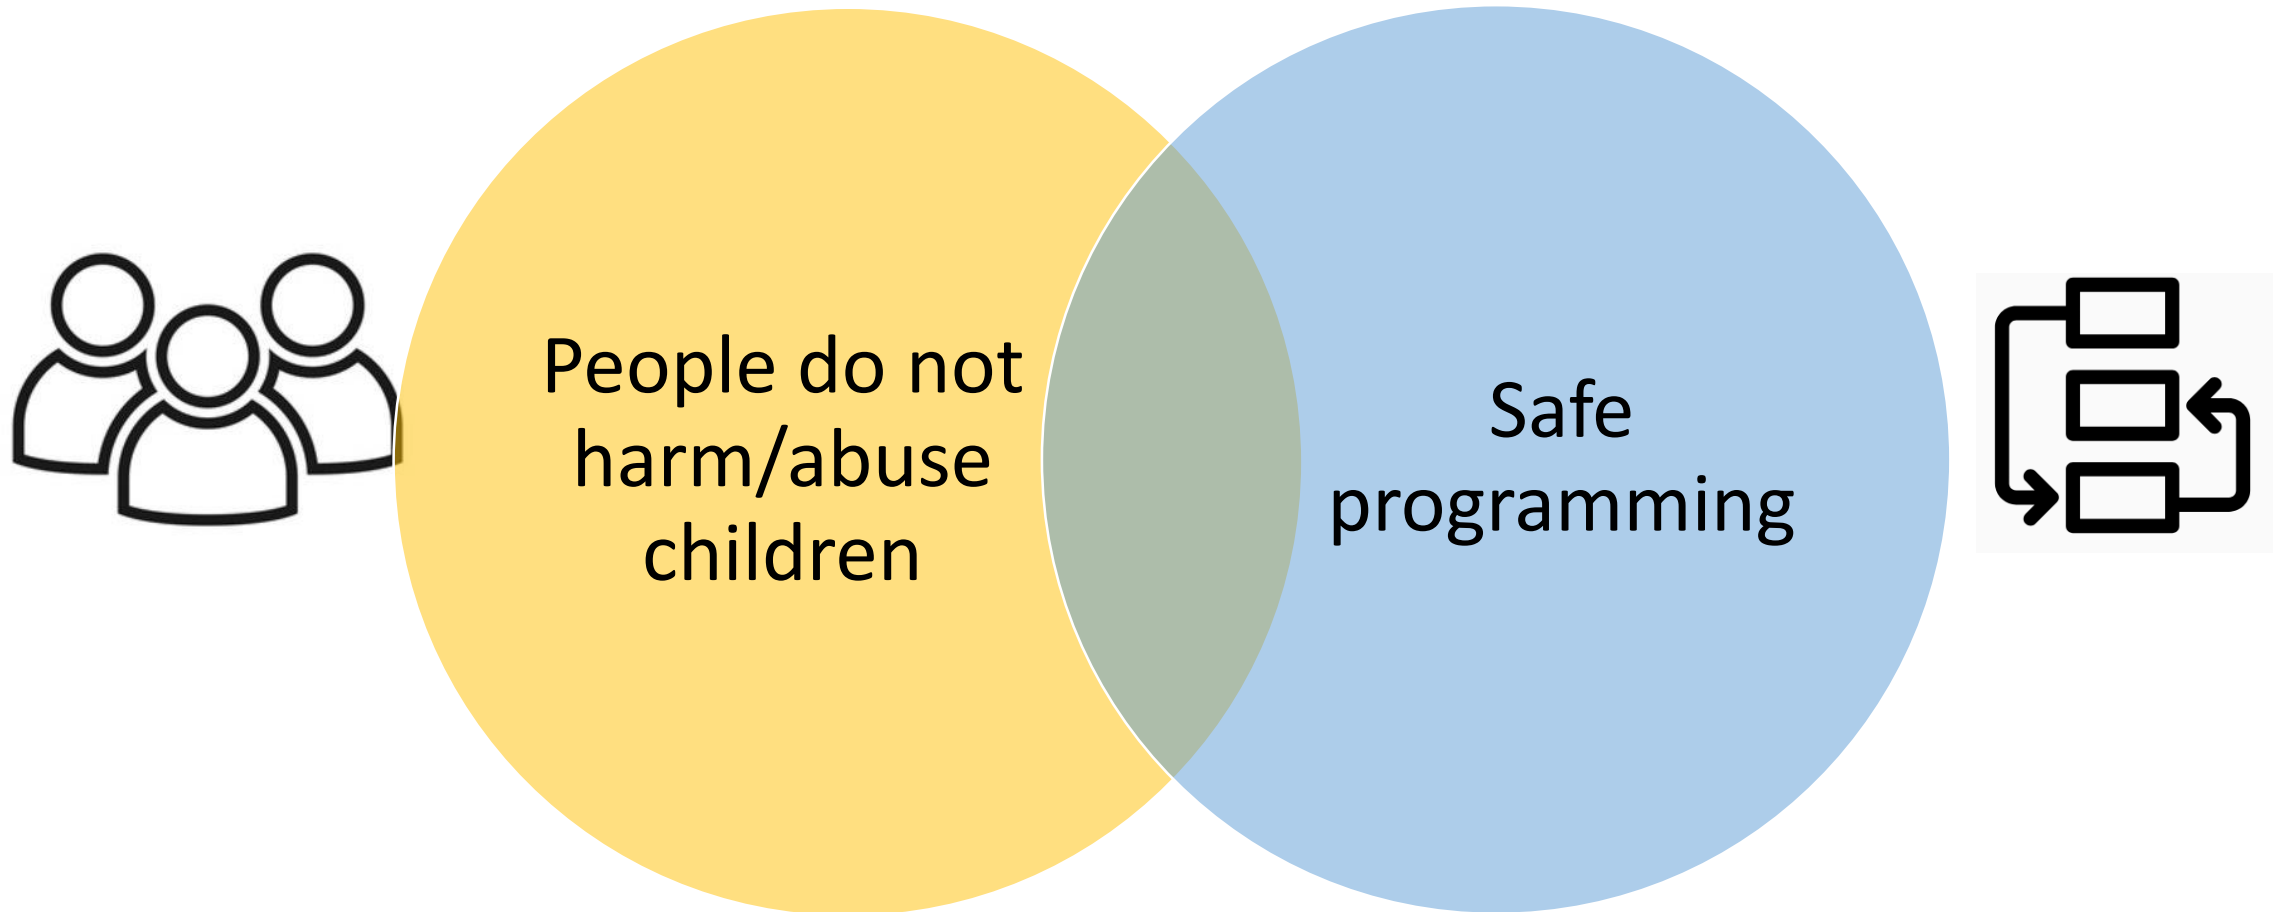 People do not
harm/abuse
children
Safe
programming